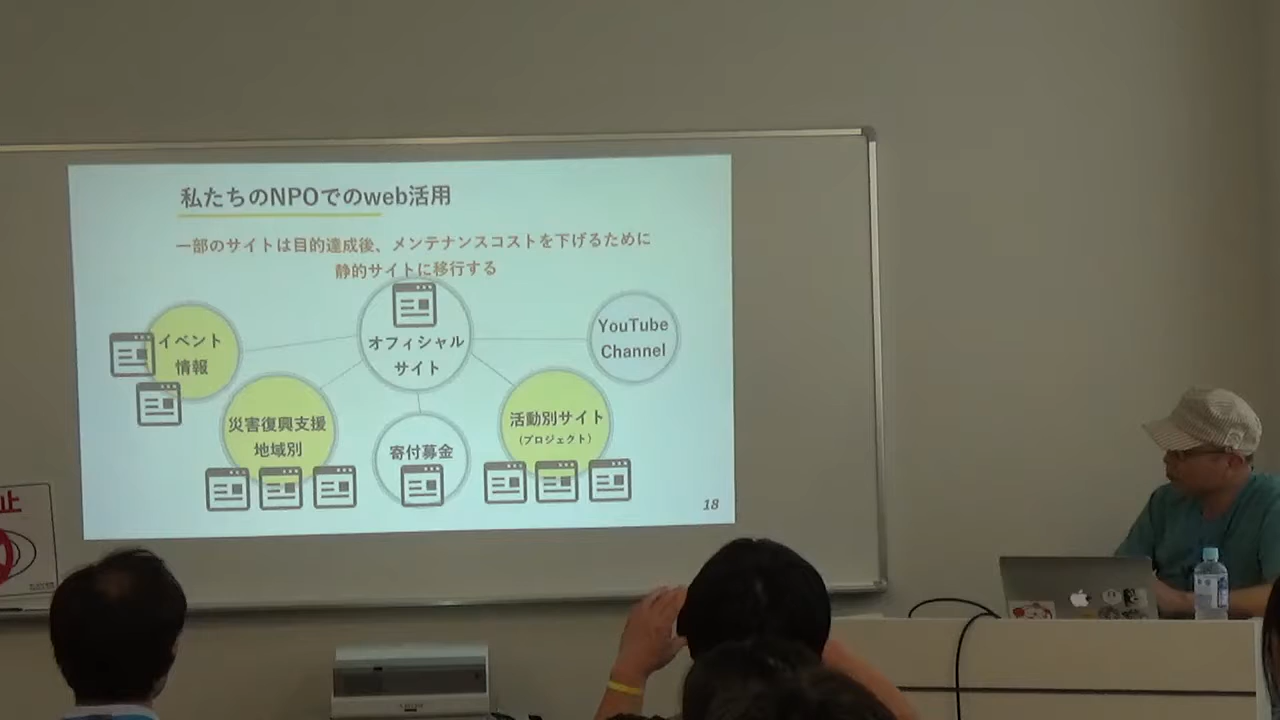 私たちのNPOでのweb活用
一部のサイトは目的達成後、メンテナンスコストを下げるために
静的サイトに移行する
イベント
情報
オフィシャル
サイト
YouTube
Channel
災害復興支援
地域別
寄付募金
活動別サイト
(プロジェクト)
18
止